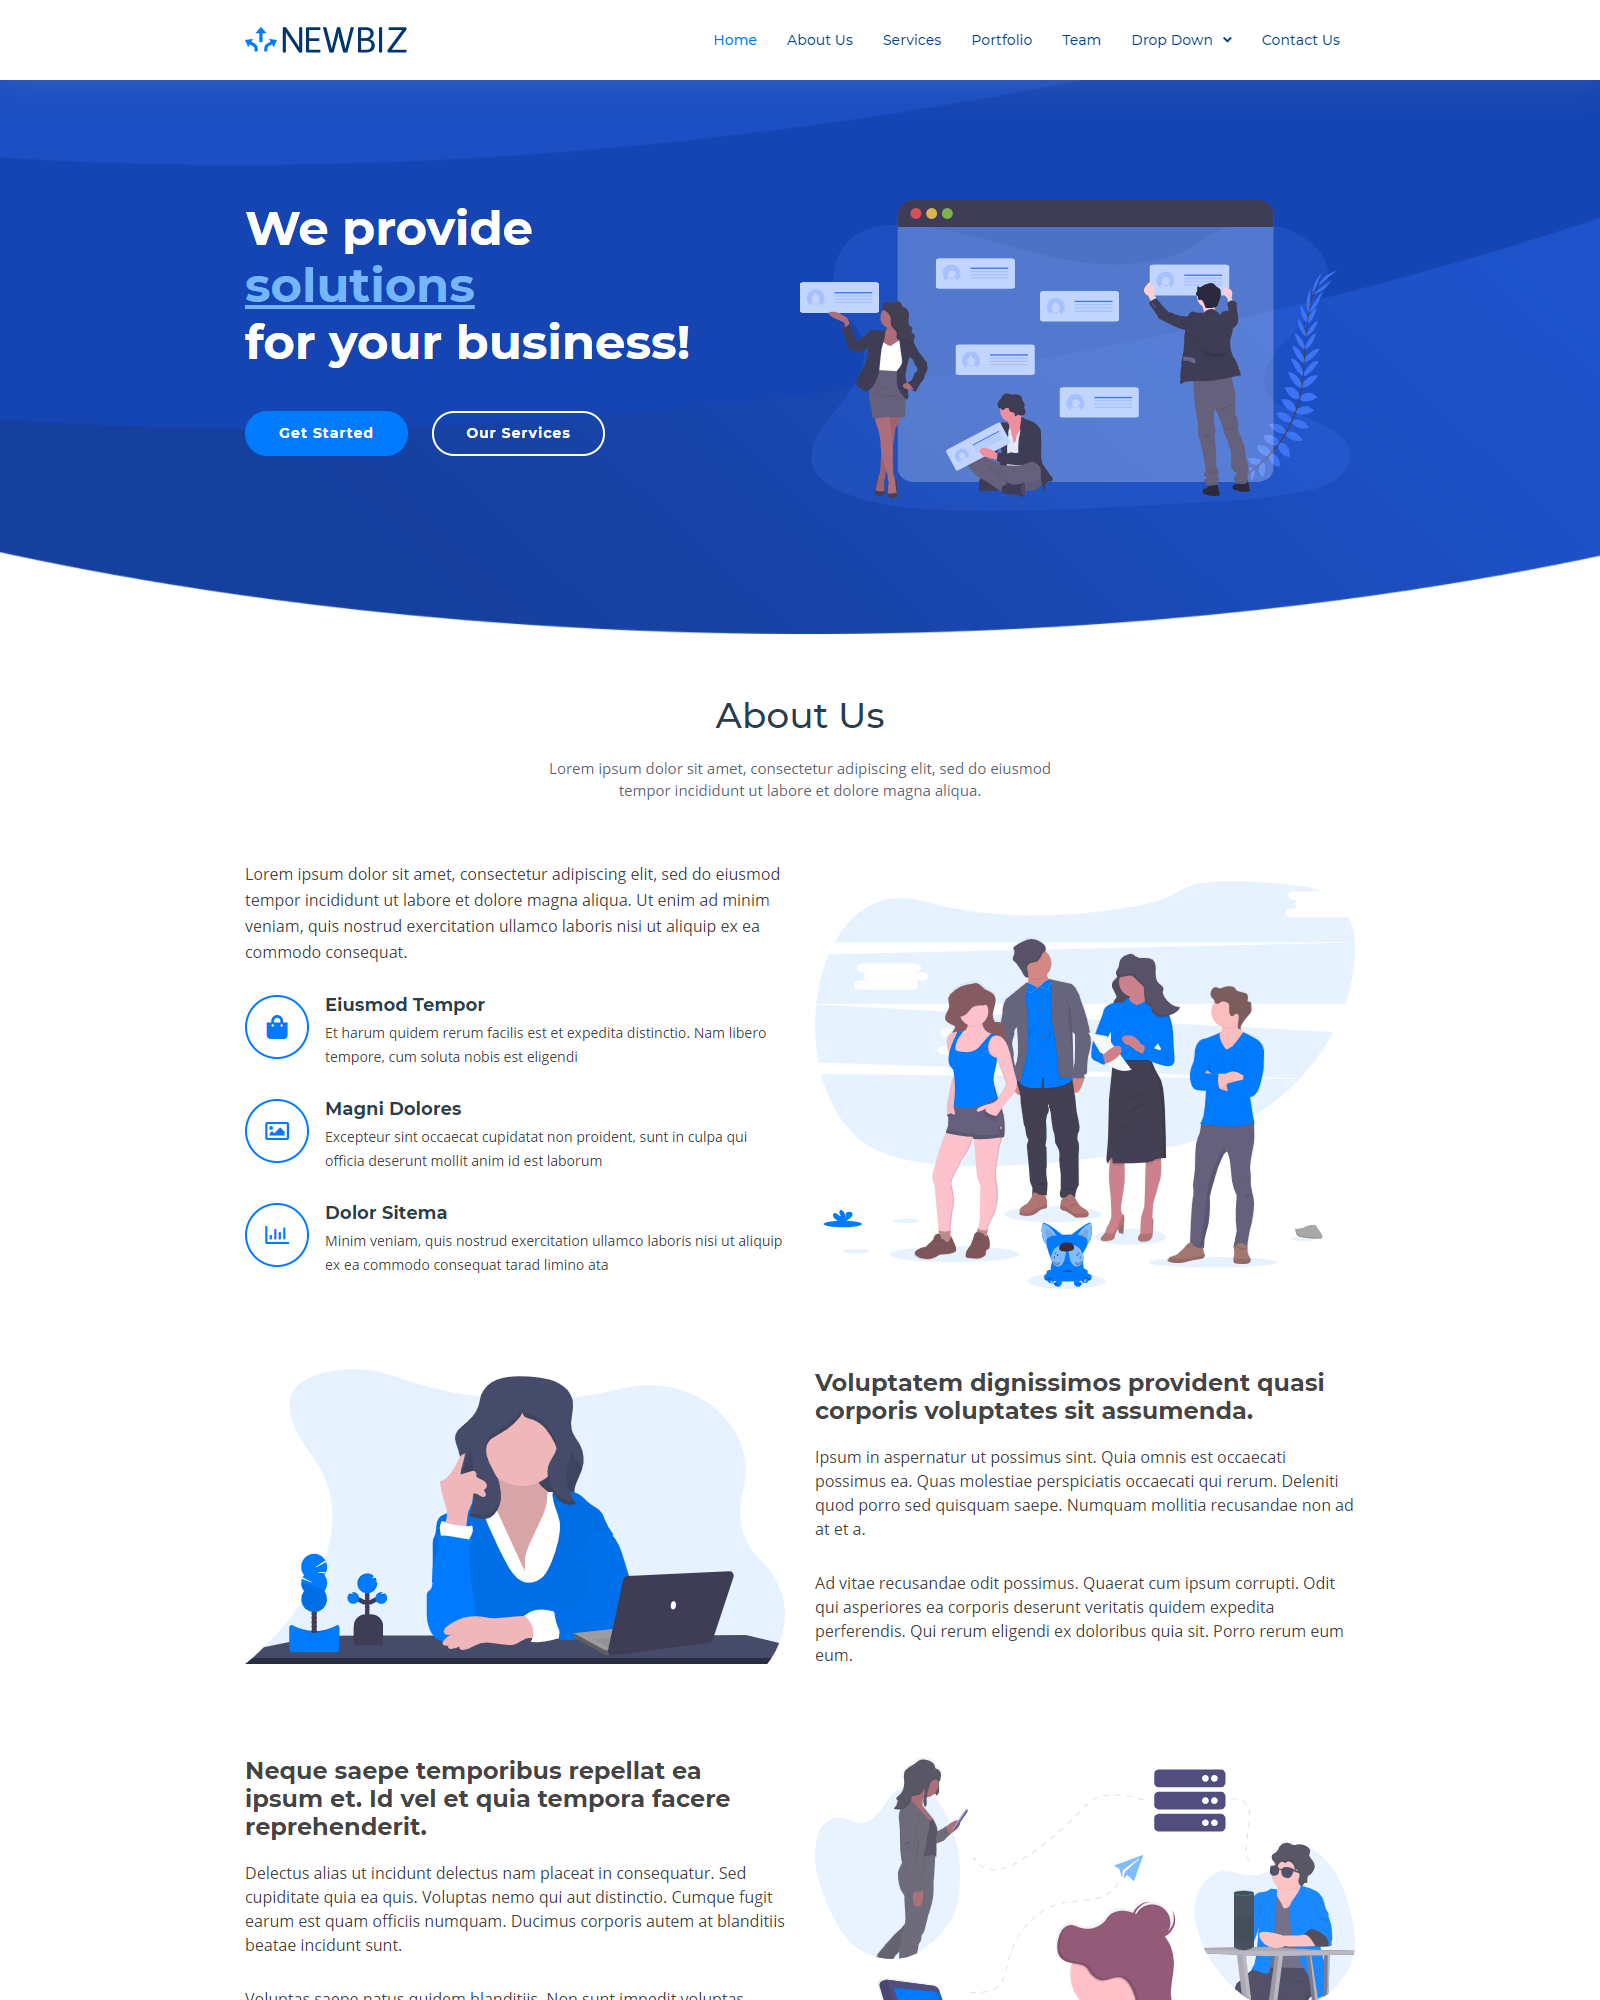 NEWBIZ
Home About Us Services Portfolio Team Drop Down Contact Us
We provide
solutions
for your business!
Get Started Our Services
About Us
Lorem ipsum dolor sit amet, consectetur adipiscing elit, sed do eiusmod
tempor incididunt ut labore et dolore magna aliqua.
Lorem ipsum dolor sit amet, consectetur adipiscing elit, sed do eiusmod
tempor incididunt ut labore et dolore magna aliqua. Ut enim ad minim
veniam, quis nostrud exercitation ullamco laboris nisi ut aliquip ex ea
commodo consequat.
Eiusmod Tempor
Et harum quidem rerum facilis est et expedita distinctio. Nam libero
tempore, cum soluta nobis est eligendi
Magni Dolores
Excepteur sint occaecat cupidatat non proident, sunt in culpa qui
officia deserunt mollit anim id est laborum
Dolor Sitema
Minim veniam, quis nostrud exercitation ullamco laboris nisi ut aliquip
ex ea commodo consequat tarad limino ata
Voluptatem dignissimos provident quasi
corporis voluptates sit assumenda.
Ipsum in aspernatur ut possimus sint. Quia omnis est occaecati
possimus ea. Quas molestiae perspiciatis occaecati qui rerum. Deleniti
quod porro sed quisquam saepe. Numquam mollitia recusandae non ad
at et a.
Ad vitae recusandae odit possimus. Quaerat cum ipsum corrupti. Odit
qui asperiores ea corporis deserunt veritatis quidem expedita
perferendis. Qui rerum eligendi ex doloribus quia sit. Porro rerum eum
eum.
Neque saepe temporibus repellat ea
ipsum et. Id vel et quia tempora facere
reprehenderit.
Delectus alias ut incidunt delectus nam placeat in consequatur. Sed
cupiditate quia ea quis. Voluptas nemo qui aut distinctio. Cumque fugit
earum est quam officiis numquam. Ducimus corporis autem at blanditiis
beatae incidunt sunt.
Voluptas saepe natus quidem blanditiis. Non sunt impedit voluptas